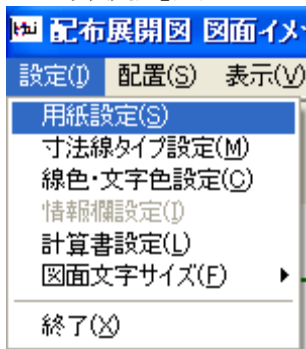 配布展開図 図面イメ
設定(I) 配置(S) 表示(V)
用紙設定(S)
寸法線タイプ設定(M)
線色・文字色設定(C)
情報欄設定(I)
計算書設定(L)
図面文字サイズ(F)
終了(X)